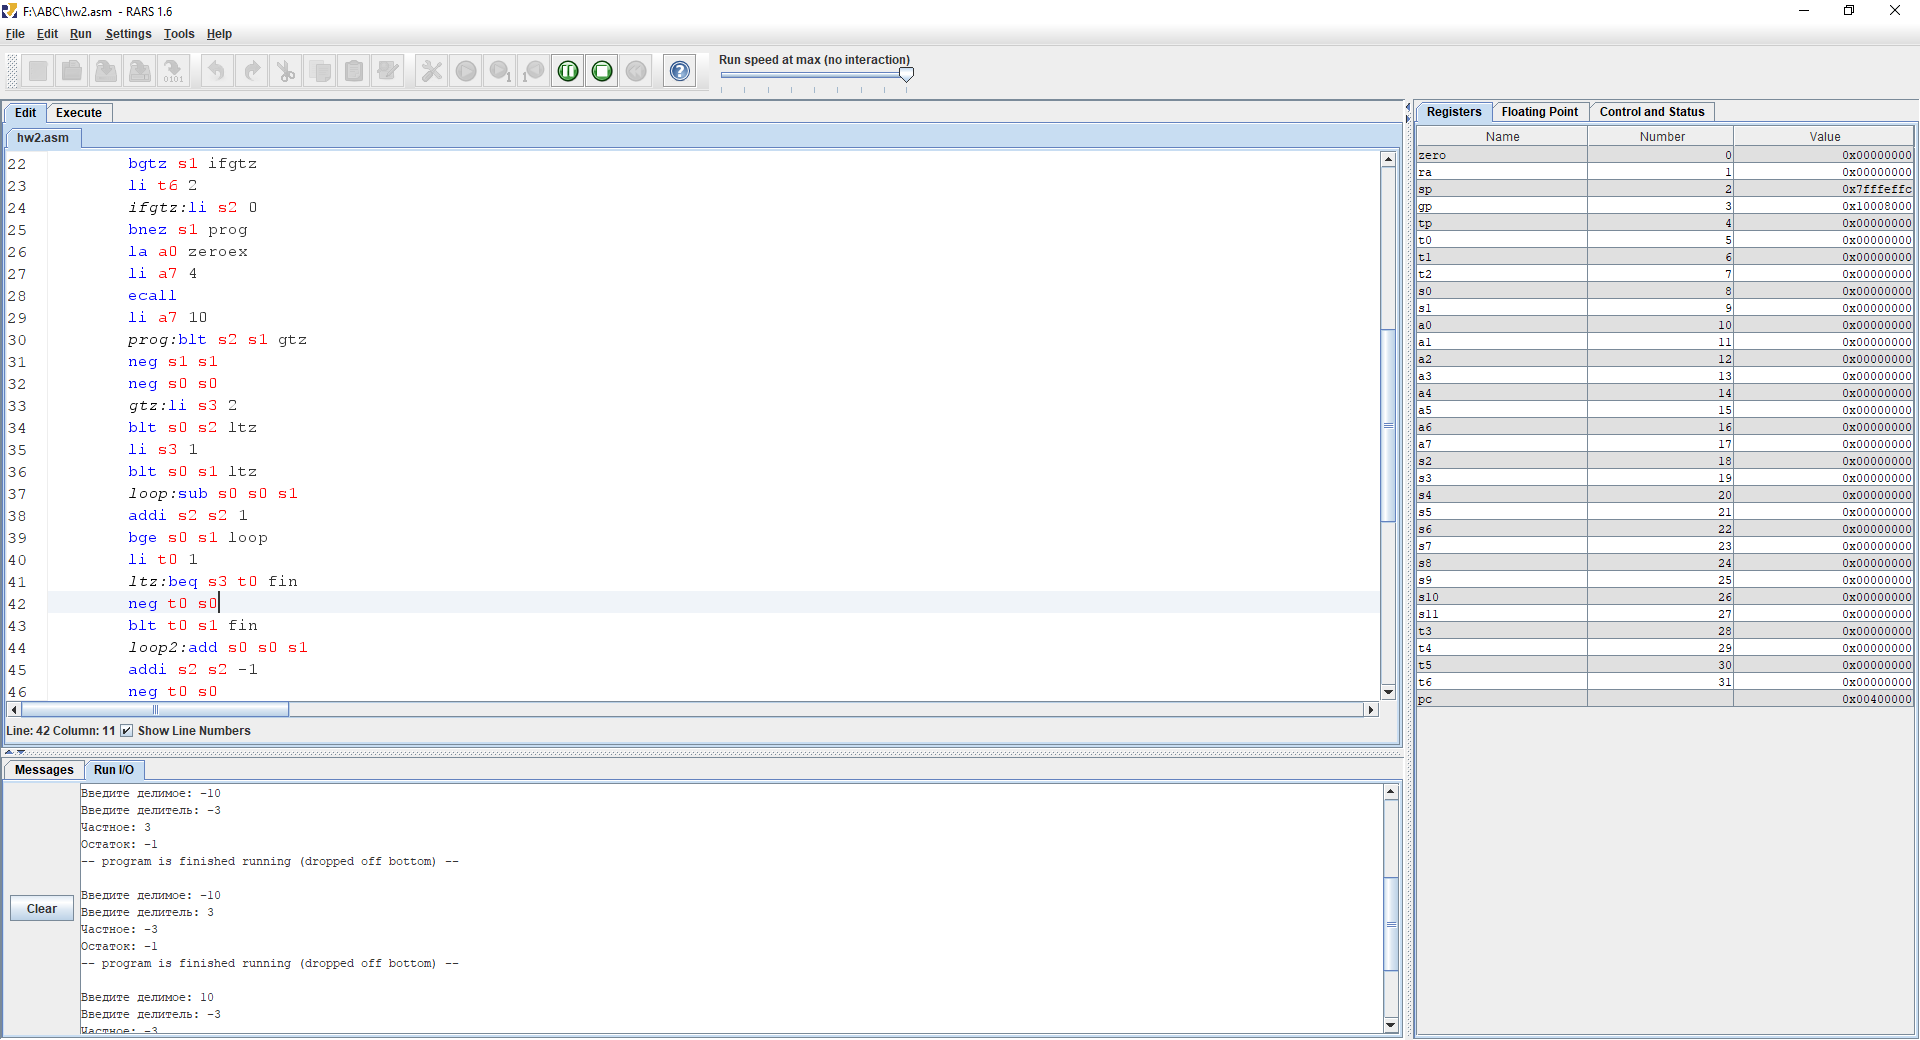 F:\ABC\hw2.asm - RARS 1.6
File Edit Run Settings Tools Help
Run speed at max (no interaction)
Edit Execute
hw2.asm
22 bgtz s1 ifgtz
23 li t6 2
24 ifgtz:li s2 0
25 bnez s1 prog
26 la a0 zeroex
27 li a7 4
28 ecall
29 li a7 10
30 prog:blt s2 s1 gtz
31 neg s1 s1
32 neg s0 s0
33 gtz:li s3 2
34 blt s0 s2 ltz
35 li s3 1
36 blt s0 s1 ltz
37 loop:sub s0 s0 s1
38 addi s2 s2 1
39 bge s0 s1 loop
40 li t0 1
41 ltz:beq s3 t0 fin
42 neg t0 s0
43 blt t0 s1 fin
44 loop2:add s0 s0 s1
45 addi s2 s2 -1
46 neg t0 s0
Line: 42 Column: 11 Show Line Numbers
Messages Run I/O
Clear
Введите делимое: -10
Введите делитель: -3
Частное: 3
Остаток: -1
-- program is finished running (dropped off bottom) --
Введите делимое: -10
Введите делитель: 3
Частное: -3
Остаток: -1
-- program is finished running (dropped off bottom) --
Введите делимое: 10
Введите делитель: -3
Частное: -3
Registers Floating Point Control and Status
Name Number Value
zero 0 0x00000000
ra 1 0x00000000
sp 2 0x7fffeffc
gp 3 0x10008000
tp 4 0x00000000
t0 5 0x00000000
t1 6 0x00000000
t2 7 0x00000000
s0 8 0x00000000
s1 9 0x00000000
a0 10 0x00000000
a1 11 0x00000000
a2 12 0x00000000
a3 13 0x00000000
a4 14 0x00000000
a5 15 0x00000000
a6 16 0x00000000
a7 17 0x00000000
s2 18 0x00000000
s3 19 0x00000000
s4 20 0x00000000
s5 21 0x00000000
s6 22 0x00000000
s7 23 0x00000000
s8 24 0x00000000
s9 25 0x00000000
s10 26 0x00000000
s11 27 0x00000000
t3 28 0x00000000
t4 29 0x00000000
t5 30 0x00000000
t6 31 0x00000000
pc 0x00400000